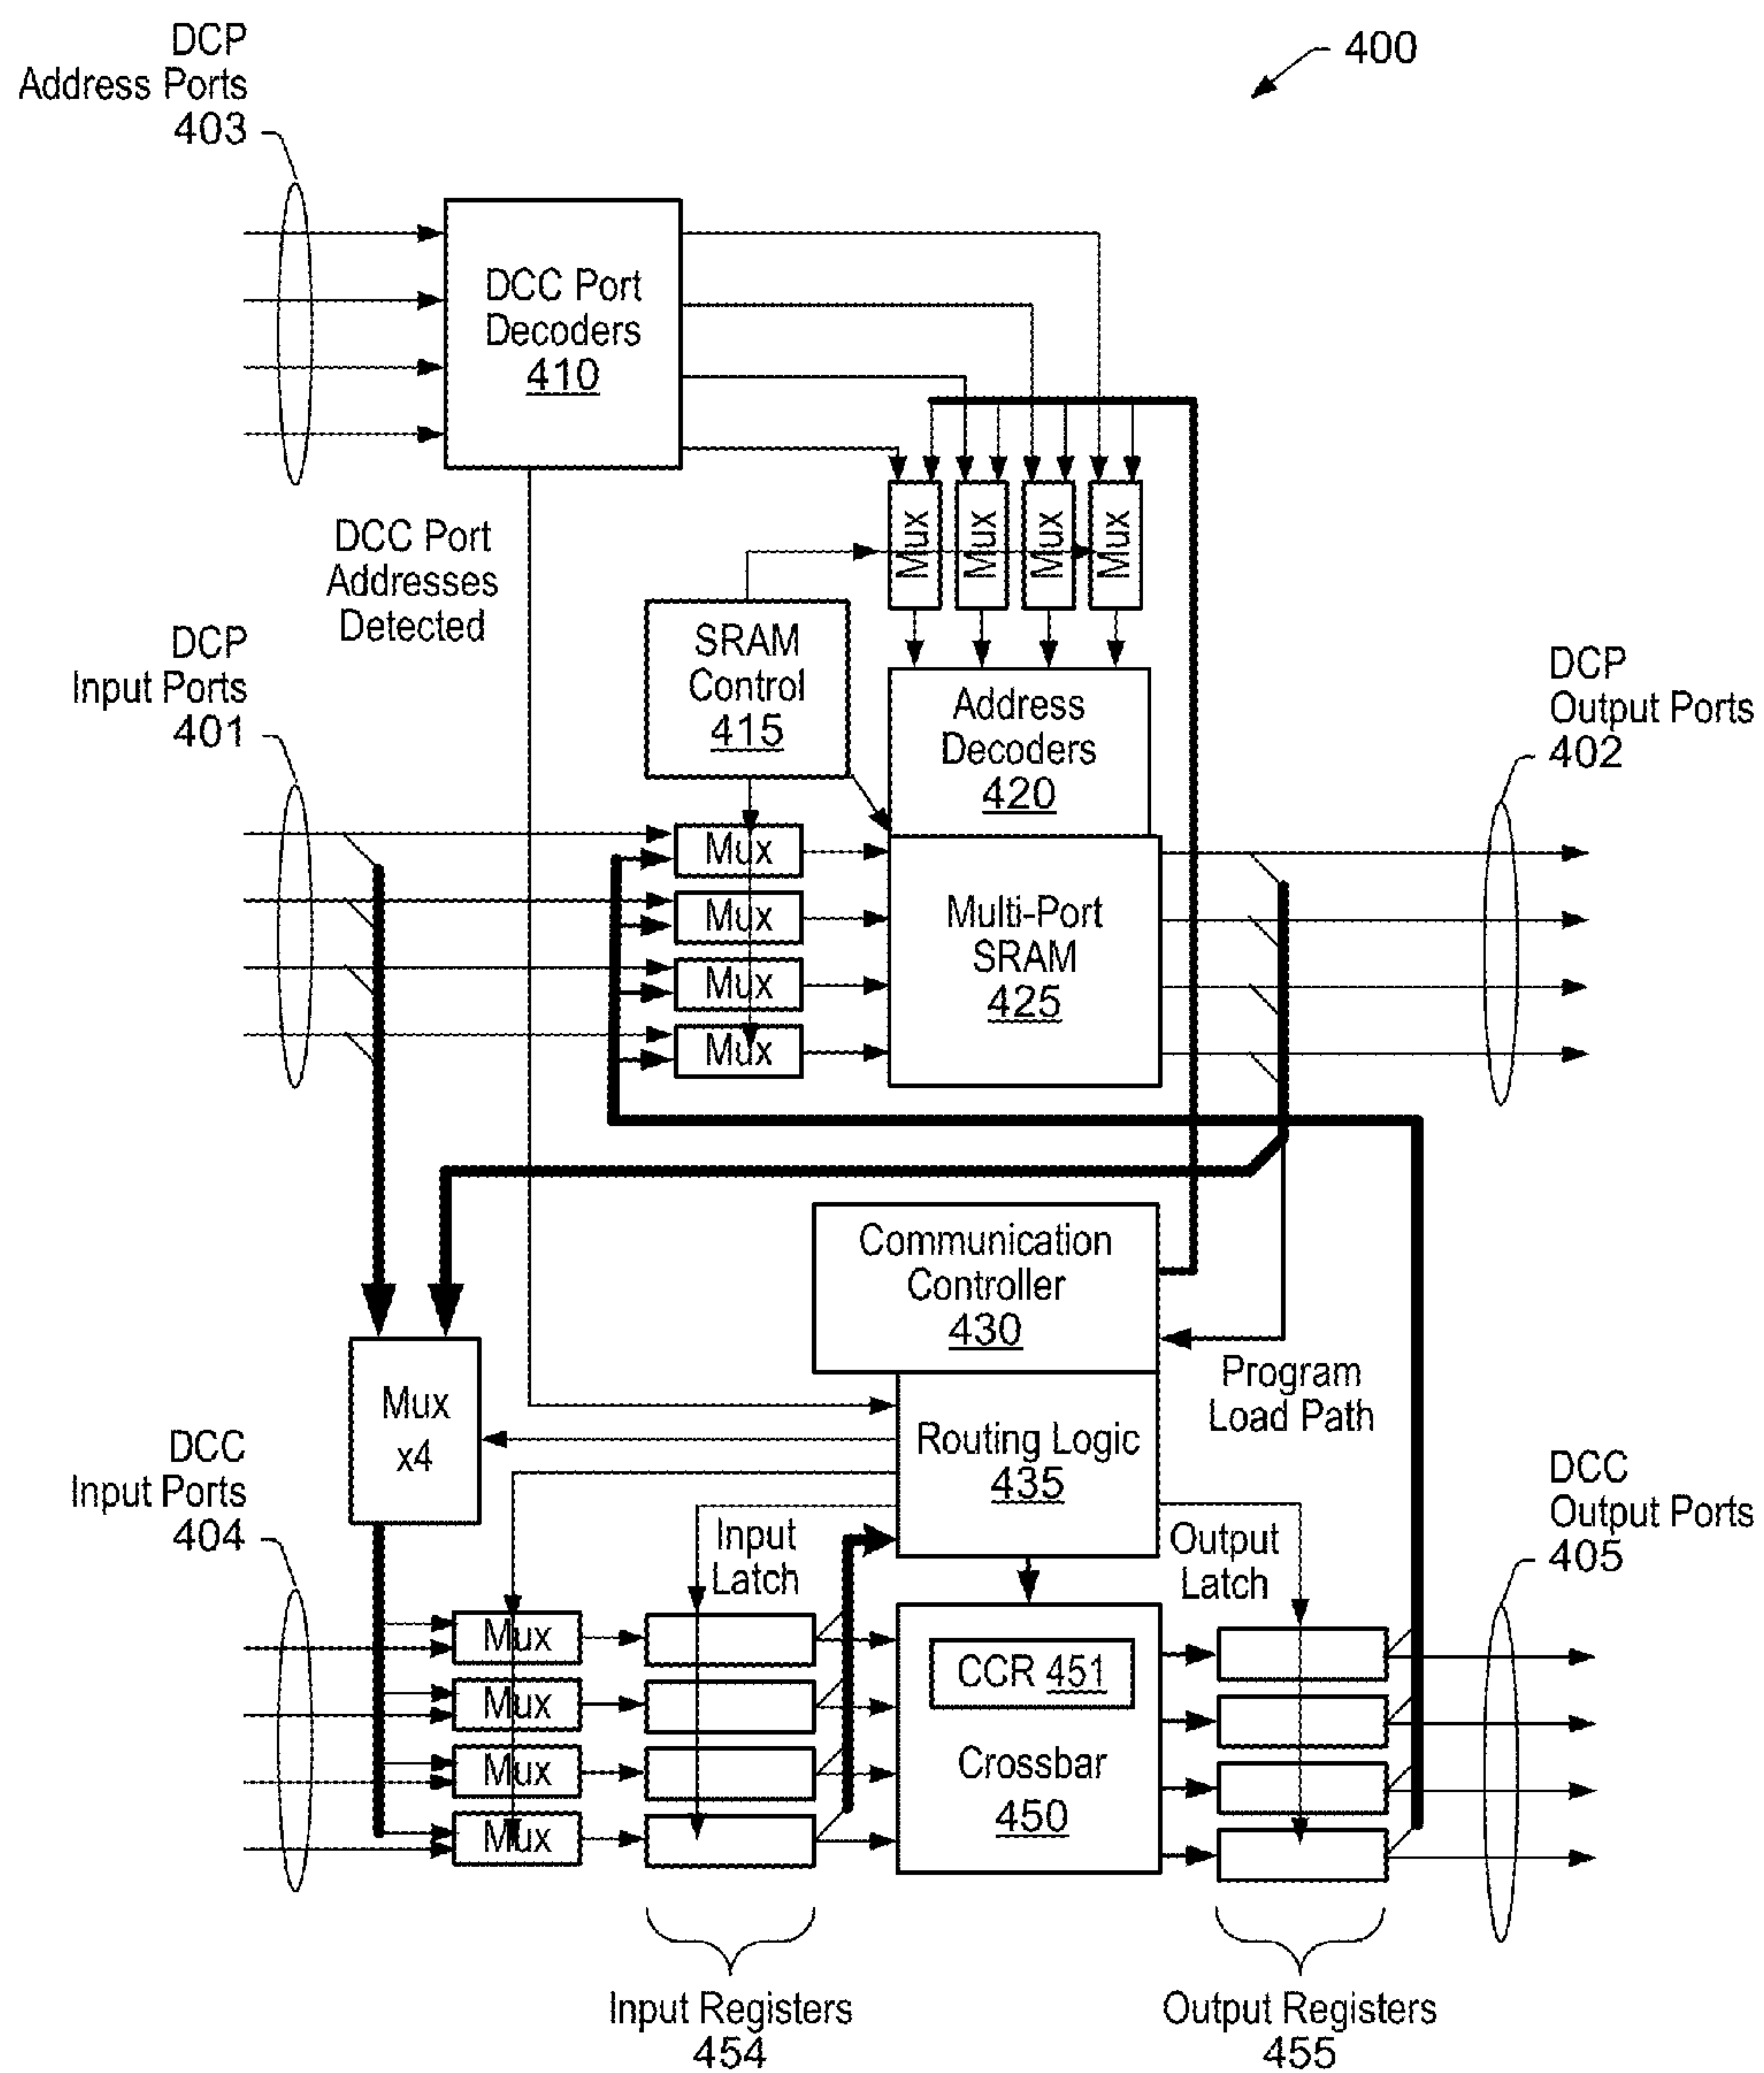 DCP
Address Ports
403
400
DCC Port
Decoders
410
DCC Port
Addresses
Detected
Mux
Mux
Mux
Mux
SRAM
Control
415
DCP
Input Ports
401
Address
Decoders
420
DCP
Output Ports
402
Mux
Mux
Mux
Mux
Multi-Port
SRAM
425
Communication
Controller
430
Program
Load Path
Mux
x4
Routing Logic
435
DCC
Input Ports
404
Input
Latch
Output
Latch
DCC
Output Ports
405
Mux
Mux
Mux
Mux
CCR 451
Crossbar
450
Input Registers
454
Output Registers
455